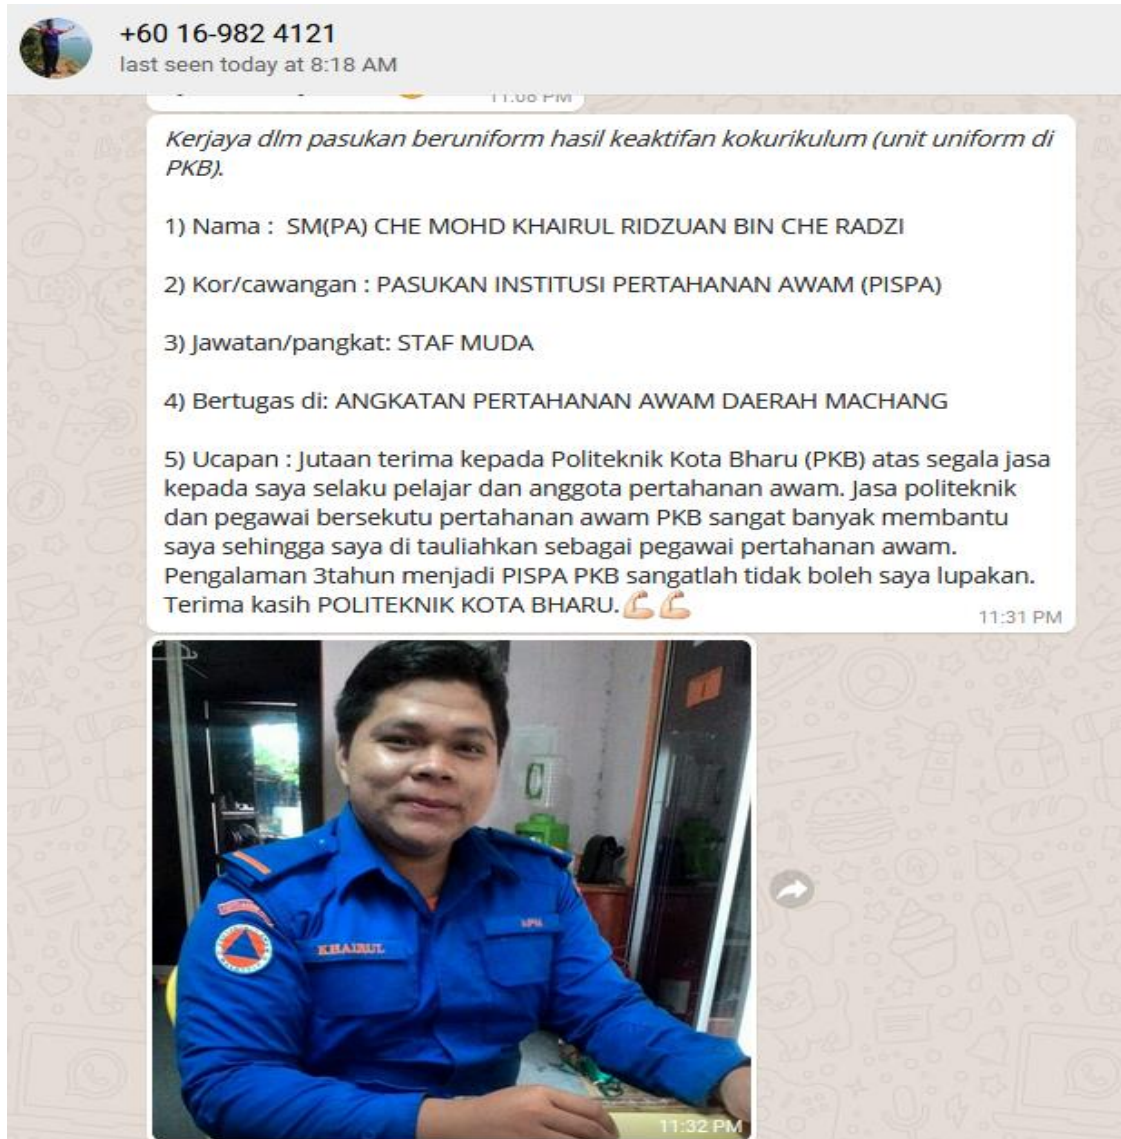 +60 16-982 4121
last seen today at 8:18 AM
11:08 PM
Kerjaya dlm pasukan beruniform hasil keaktifan kokurikulum (unit uniform di
PKB).
1) Nama : SM(PA) CHE MOHD KHAIRUL RIDZUAN BIN CHE RADZI
2) Kor/cawangan : PASUKAN INSTITUSI PERTAHANAN AWAM (PISPA)
3) Jawatan/pangkat: STAF MUDA
4) Bertugas di: ANGKATAN PERTAHANAN AWAM DAERAH MACHANG
5) Ucapan : Jutaan terima kepada Politeknik Kota Bharu (PKB) atas segala jasa
kepada saya selaku pelajar dan anggota pertahanan awam. Jasa politeknik
dan pegawai bersekutu pertahanan awam PKB sangat banyak membantu
saya sehingga saya di tauliahkan sebagai pegawai pertahanan awam.
Pengalaman 3tahun menjadi PISPA PKB sangatlah tidak boleh saya lupakan.
Terima kasih POLITEKNIK KOTA BHARU.💪🏻💪🏻
11:31 PM
KHAIRUL
11:32 PM